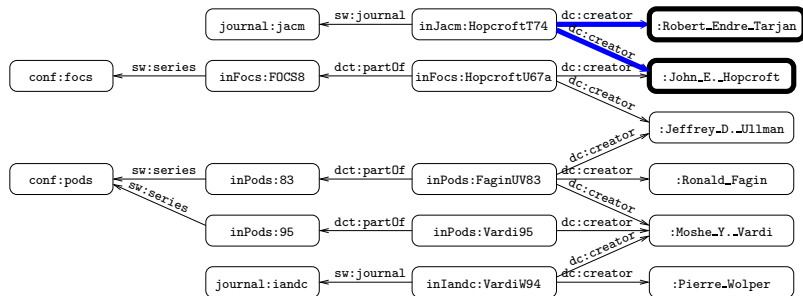 journal:jacm sw:journal inJacm:HopcroftT74 dc:creator :Robert_Endre_Tarjan
dc:creator
conf:focs sw:series inFocs:FOCS8 dct:partOf inFocs:HopcroftU67a dc:creator :John_E._Hopcroft
dc:creator
:Jeffrey_D._Ullman
dc:creator
conf:pods sw:series inPods:83 dct:partOf inPods:FaginUV83 dc:creator :Ronald_Fagin
sw:series dc:creator
inPods:95 dct:partOf inPods:Vardi95 dc:creator :Moshe_Y._Vardi
dc:creator
journal:iandc sw:journal inIandc:VardiW94 dc:creator :Pierre_Wolper